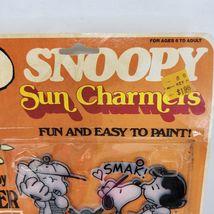 FOR AGES 6 TO ADULT
SNOOPY
Sun Charmers
FUN AND EASY TO PAINT!
SMAK!